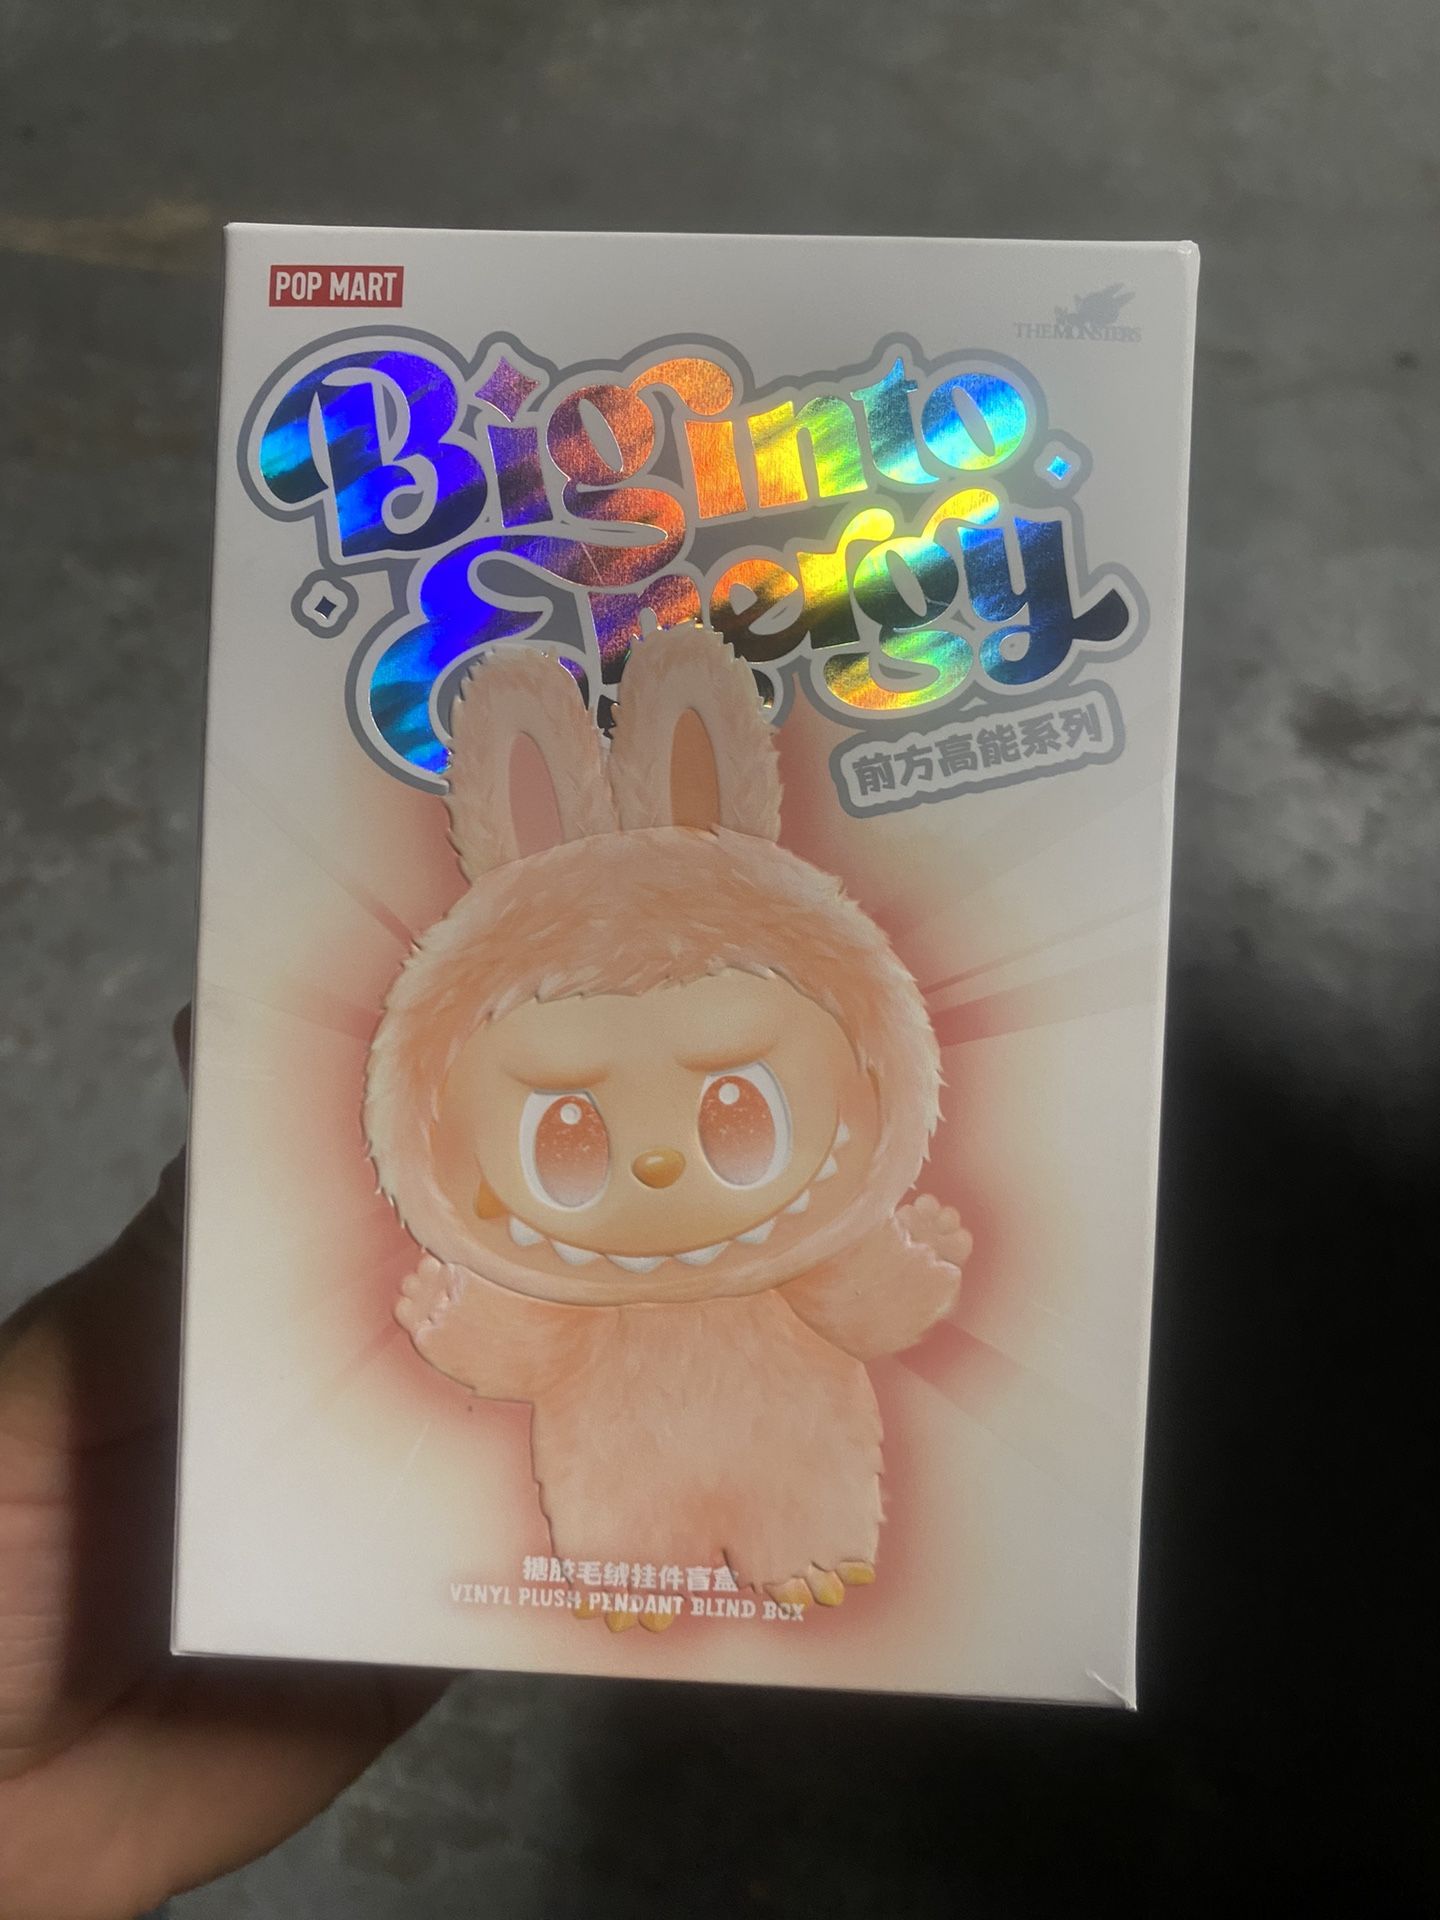 POP MART
THE MONSTERS
Big into
Energy
前方高能系列
搪胶毛绒挂件盲盒
VINYL PLUSH PENDANT BLIND BOX